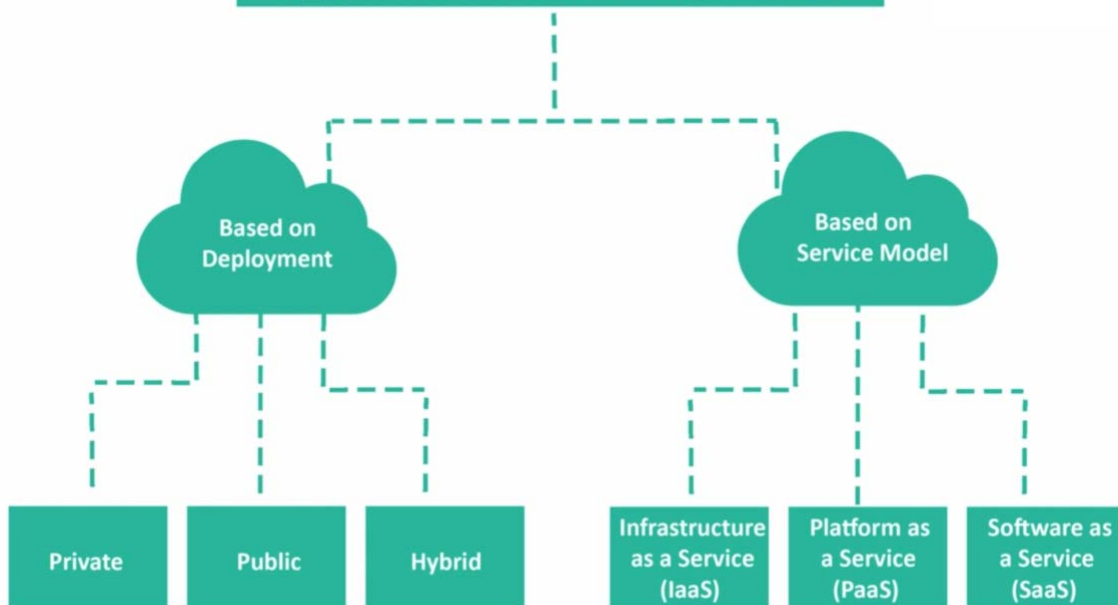 Based on
Deployment
Based on
Service Model
Private
Public
Hybrid
Infrastructure
as a Service
(IaaS)
Platform as
a Service
(PaaS)
Software as
a Service
(SaaS)